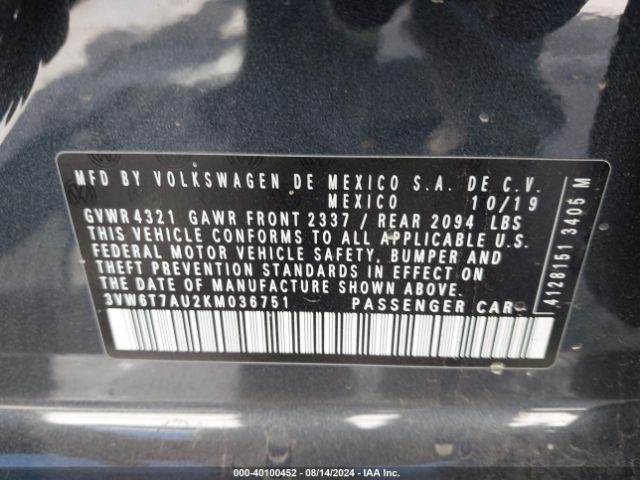 MFD BY VOLKSWAGEN DE MEXICO S.A. DE C.V.
MEXICO 10/19
GVWR 4321 GAWR FRONT 2337 / REAR 2094 LBS
THIS VEHICLE CONFORMS TO ALL APPLICABLE U.S.
FEDERAL MOTOR VEHICLE SAFETY, BUMPER AND
THEFT PREVENTION STANDARDS IN EFFECT ON
THE DATE OF MANUFACTURE SHOWN ABOVE.
3VW6T7AU2KM036751 PASSENGER CAR
4128151 3405 M
000-40100452 - 08/14/2024 - IAA Inc.